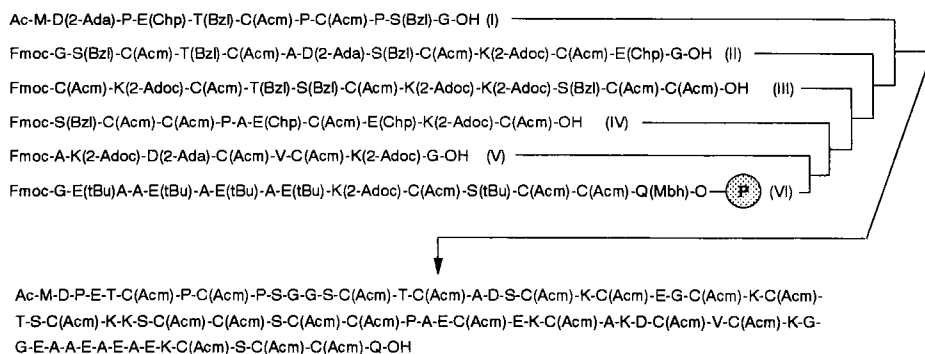 Ac-M-D(2-Ada)-P-E(Chp)-T(Bzl)-C(Acm)-P-C(Acm)-P-S(Bzl)-G-OH (I)
Fmoc-G-S(Bzl)-C(Acm)-T(Bzl)-C(Acm)-A-D(2-Ada)-S(Bzl)-C(Acm)-K(2-Adoc)-C(Acm)-E(Chp)-G-OH (II)
Fmoc-C(Acm)-K(2-Adoc)-C(Acm)-T(Bzl)-S(Bzl)-C(Acm)-K(2-Adoc)-K(2-Adoc)-S(Bzl)-C(Acm)-C(Acm)-OH (III)
Fmoc-S(Bzl)-C(Acm)-C(Acm)-P-A-E(Chp)-C(Acm)-E(Chp)-K(2-Adoc)-C(Acm)-OH (IV)
Fmoc-A-K(2-Adoc)-D(2-Ada)-C(Acm)-V-C(Acm)-K(2-Adoc)-G-OH (V)
Fmoc-G-E(tBu)A-A-E(tBu)-A-E(tBu)-A-E(tBu)-K(2-Adoc)-C(Acm)-S(tBu)-C(Acm)-C(Acm)-Q(Mbh)-O-P (VI)
Ac-M-D-P-E-T-C(Acm)-P-C(Acm)-P-S-G-G-S-C(Acm)-T-C(Acm)-A-D-S-C(Acm)-K-C(Acm)-E-G-C(Acm)-K-C(Acm)-
T-S-C(Acm)-K-K-S-C(Acm)-C(Acm)-S-C(Acm)-C(Acm)-P-A-E-C(Acm)-E-K-C(Acm)-A-K-D-C(Acm)-V-C(Acm)-K-G-
G-E-A-A-E-A-E-A-E-K-C(Acm)-S-C(Acm)-C(Acm)-Q-OH